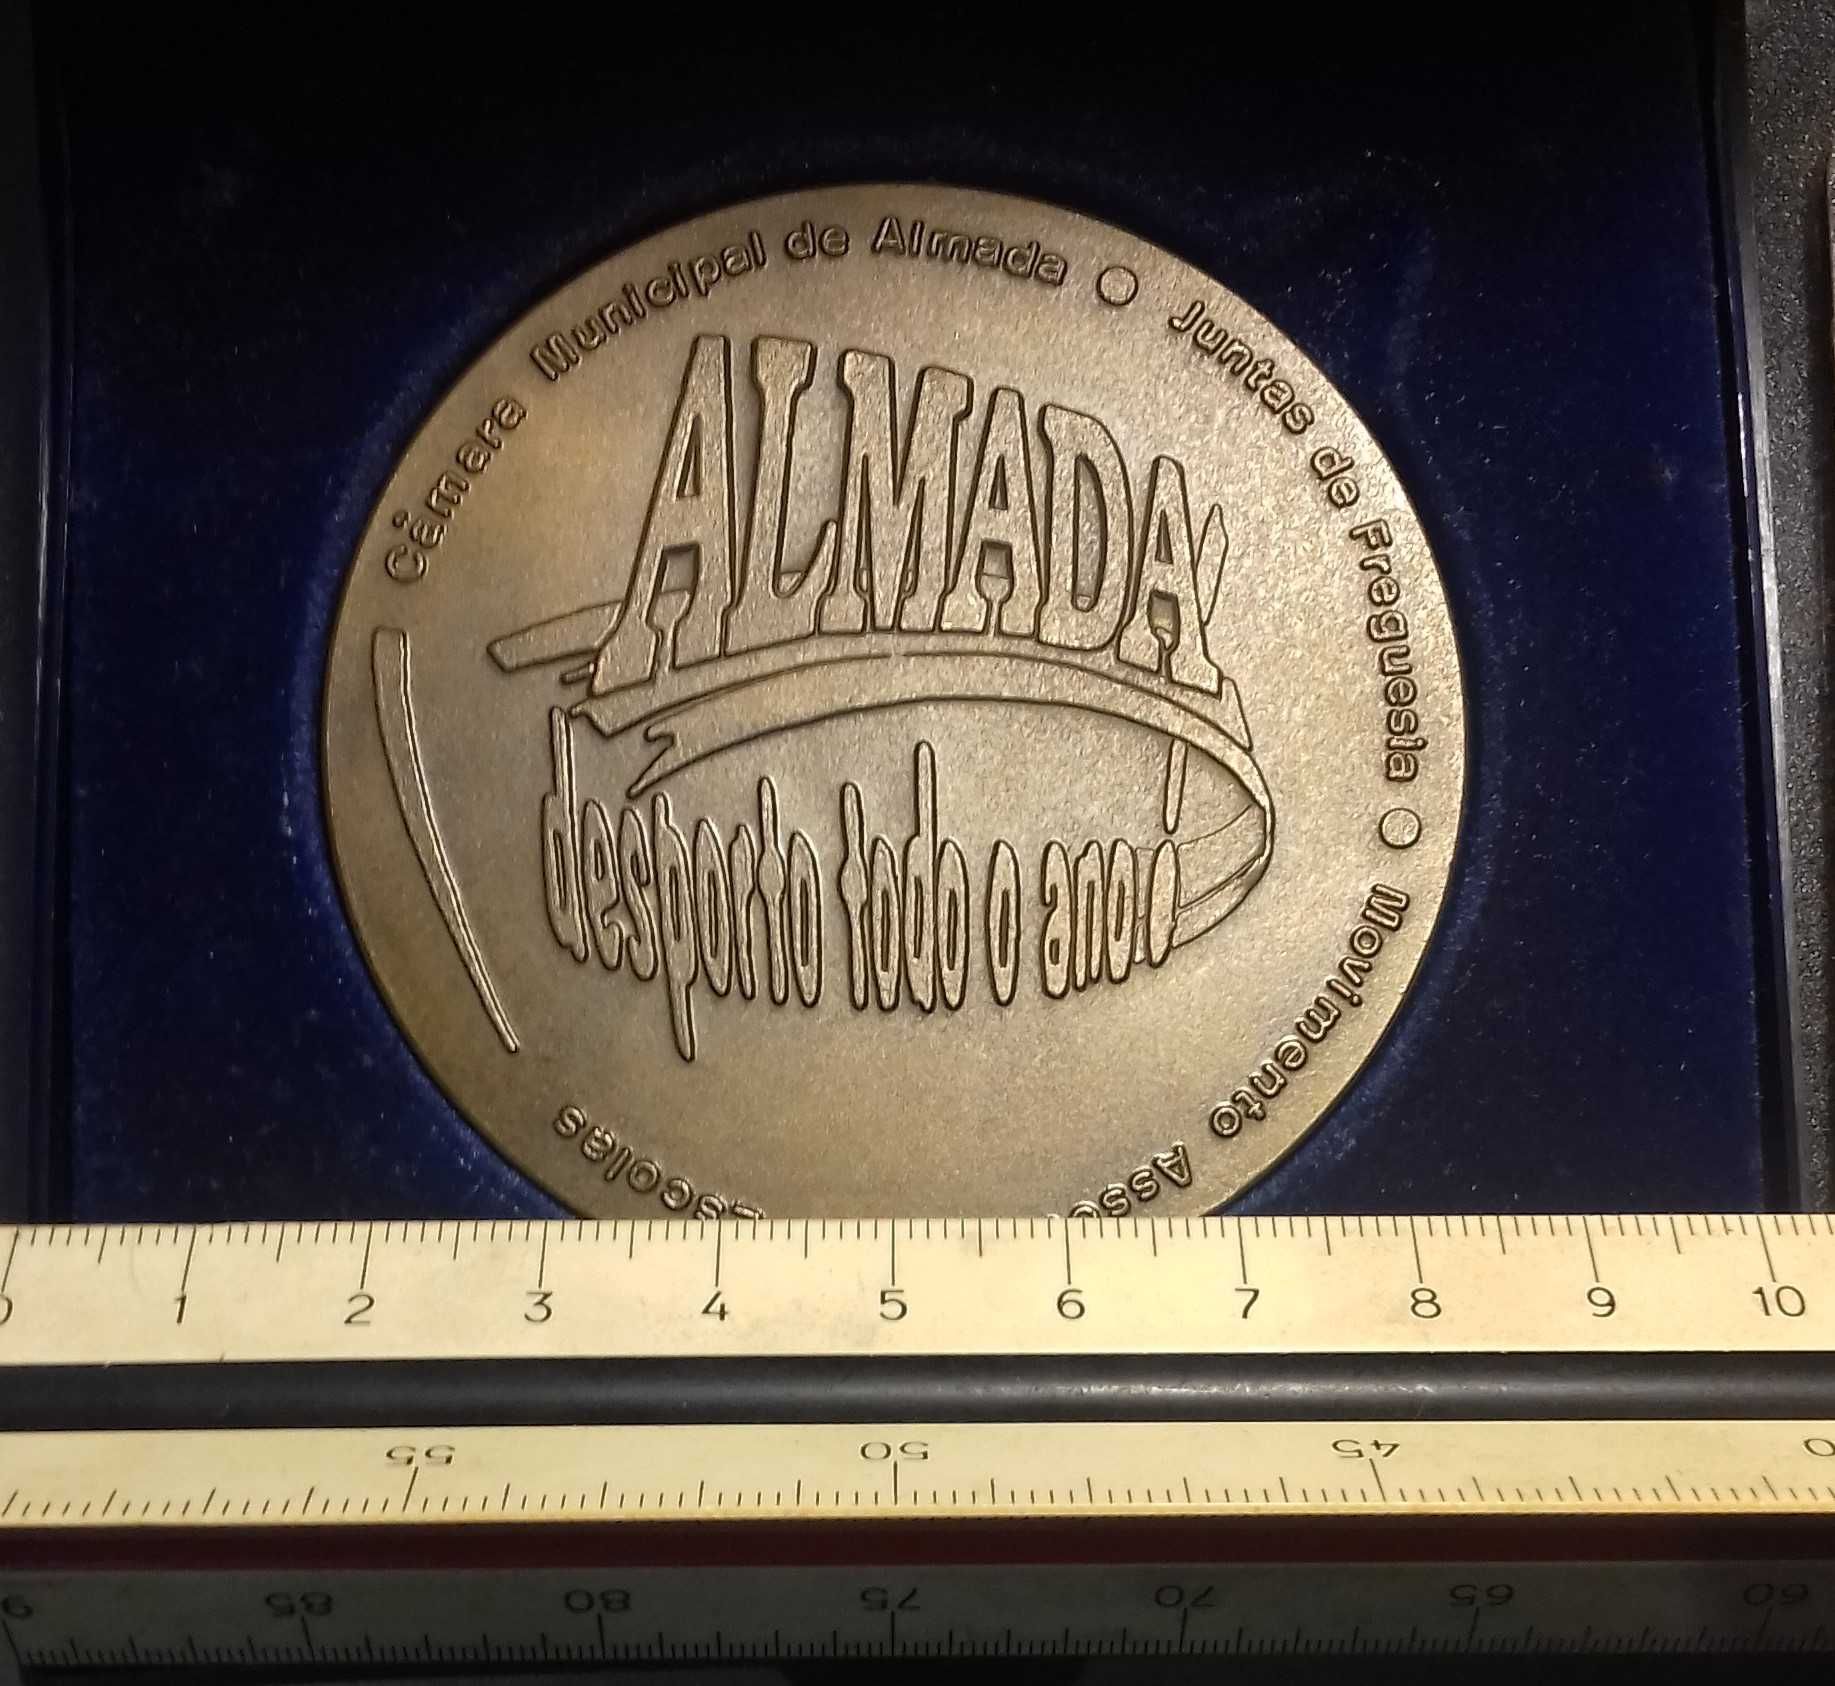 Câmara Municipal de Almada O Juntas de Freguesia O Movimento
Escolas
ALMADA
desporto todo o ano
0 1 2 3 4 5 6 7 8 9 10
55 50 45
85 80 75 70 65 60